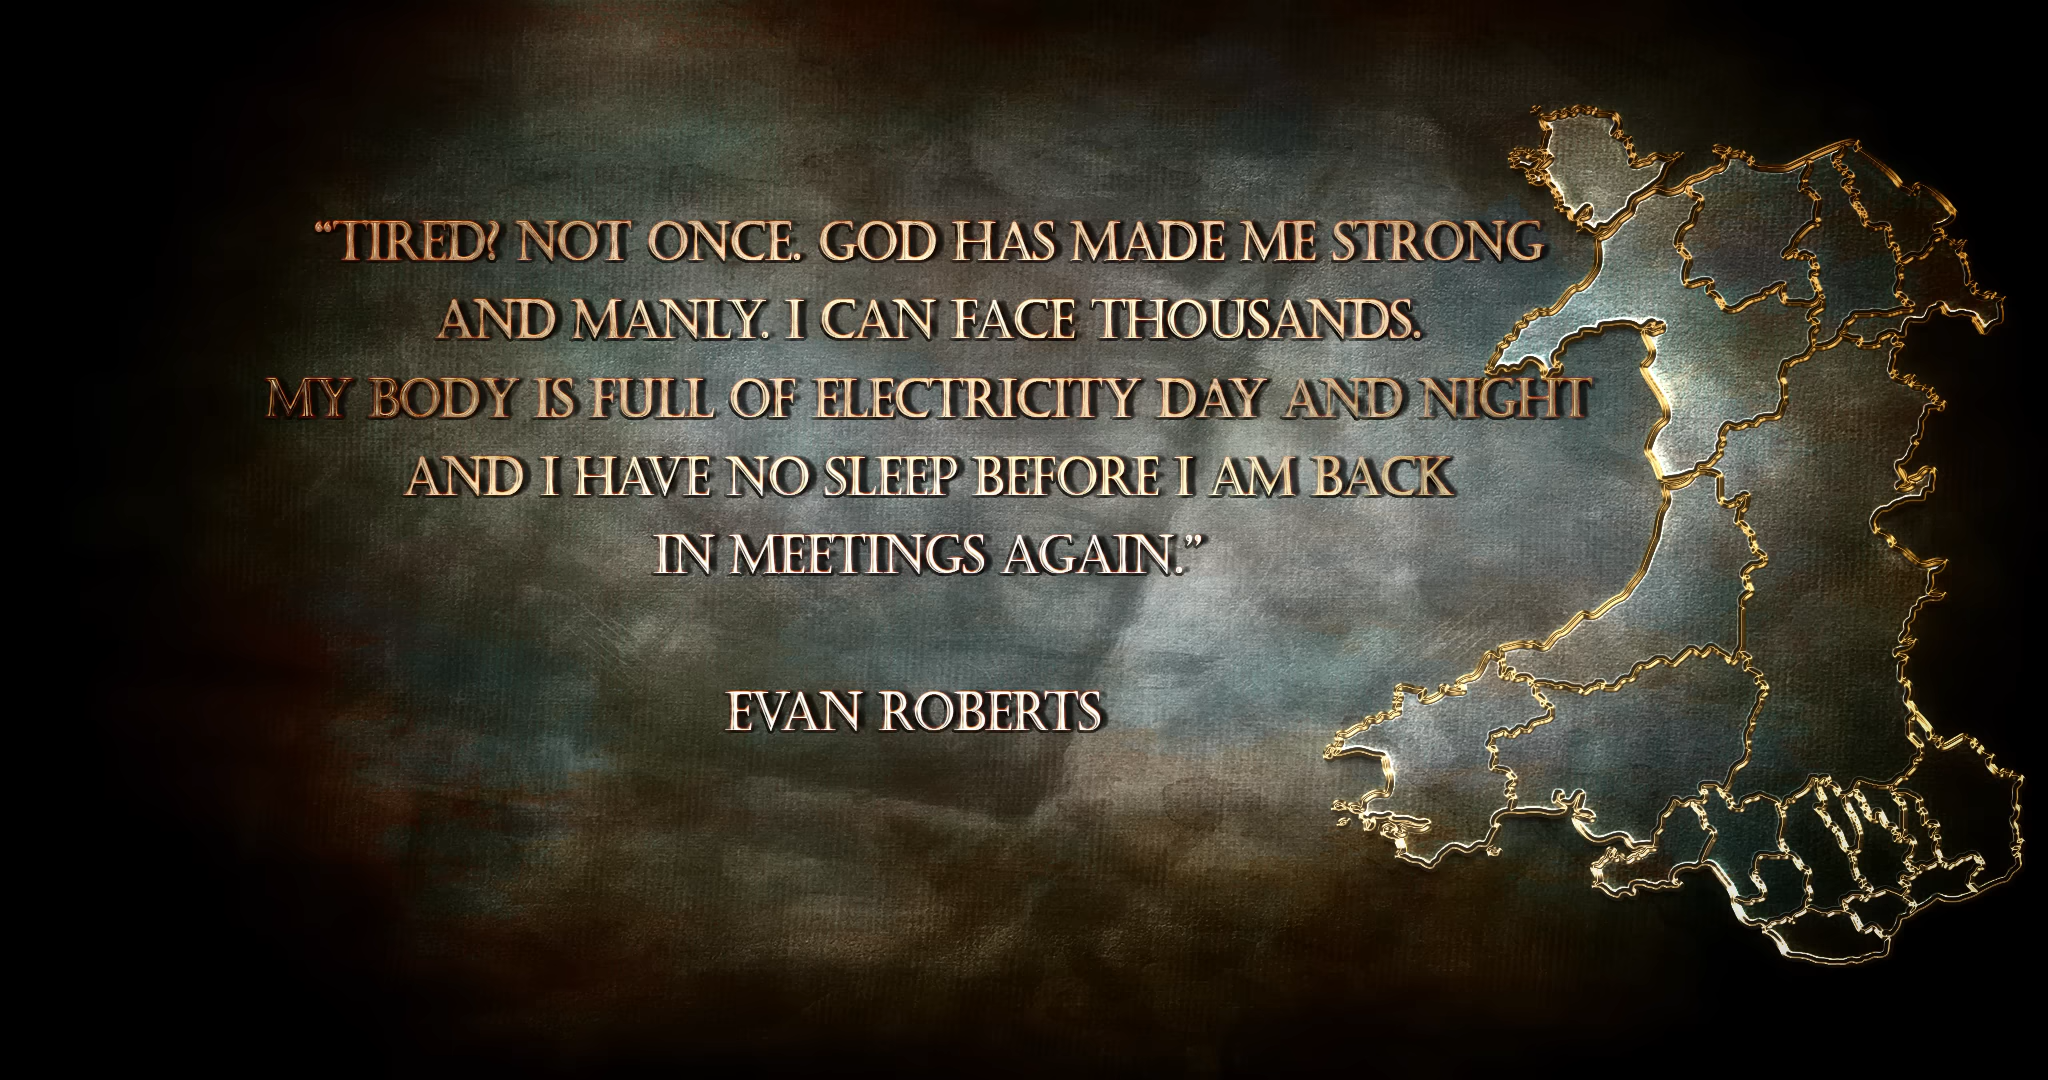 “TIRED? NOT ONCE. GOD HAS MADE ME STRONG
AND MANLY. I CAN FACE THOUSANDS.
MY BODY IS FULL OF ELECTRICITY DAY AND NIGHT
AND I HAVE NO SLEEP BEFORE I AM BACK
IN MEETINGS AGAIN.”
EVAN ROBERTS